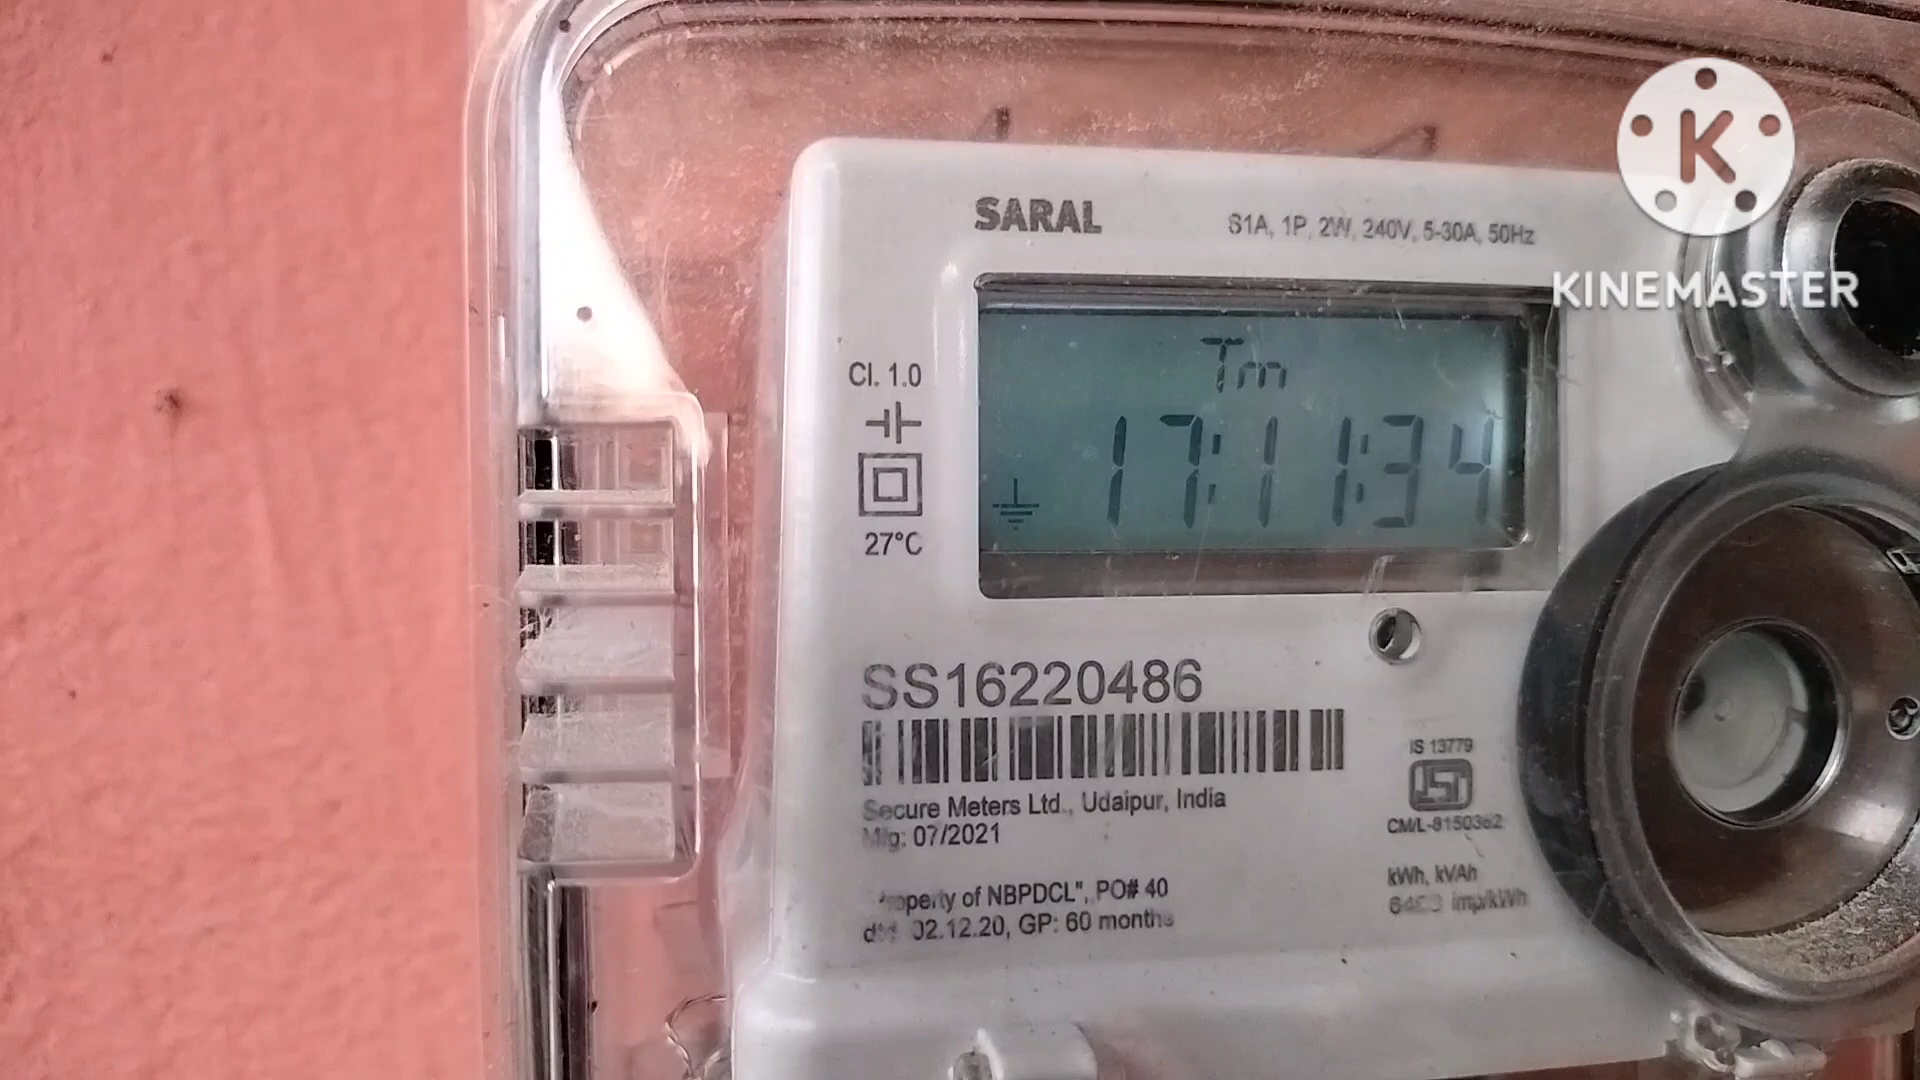 K
KINEMASTER
SARAL
S1A, 1P, 2W, 240V, 5-30A, 50Hz
Tm
17:11:34
Cl. 1.0
27°C
SS16220486
Secure Meters Ltd., Udaipur, India
Mfg: 07/2021
"Property of NBPDCL", PO# 40
dtd. 02.12.20, GP: 60 months
IS 13779
ISI
CM/L-8150362
kWh, kVAh
imp/kWh